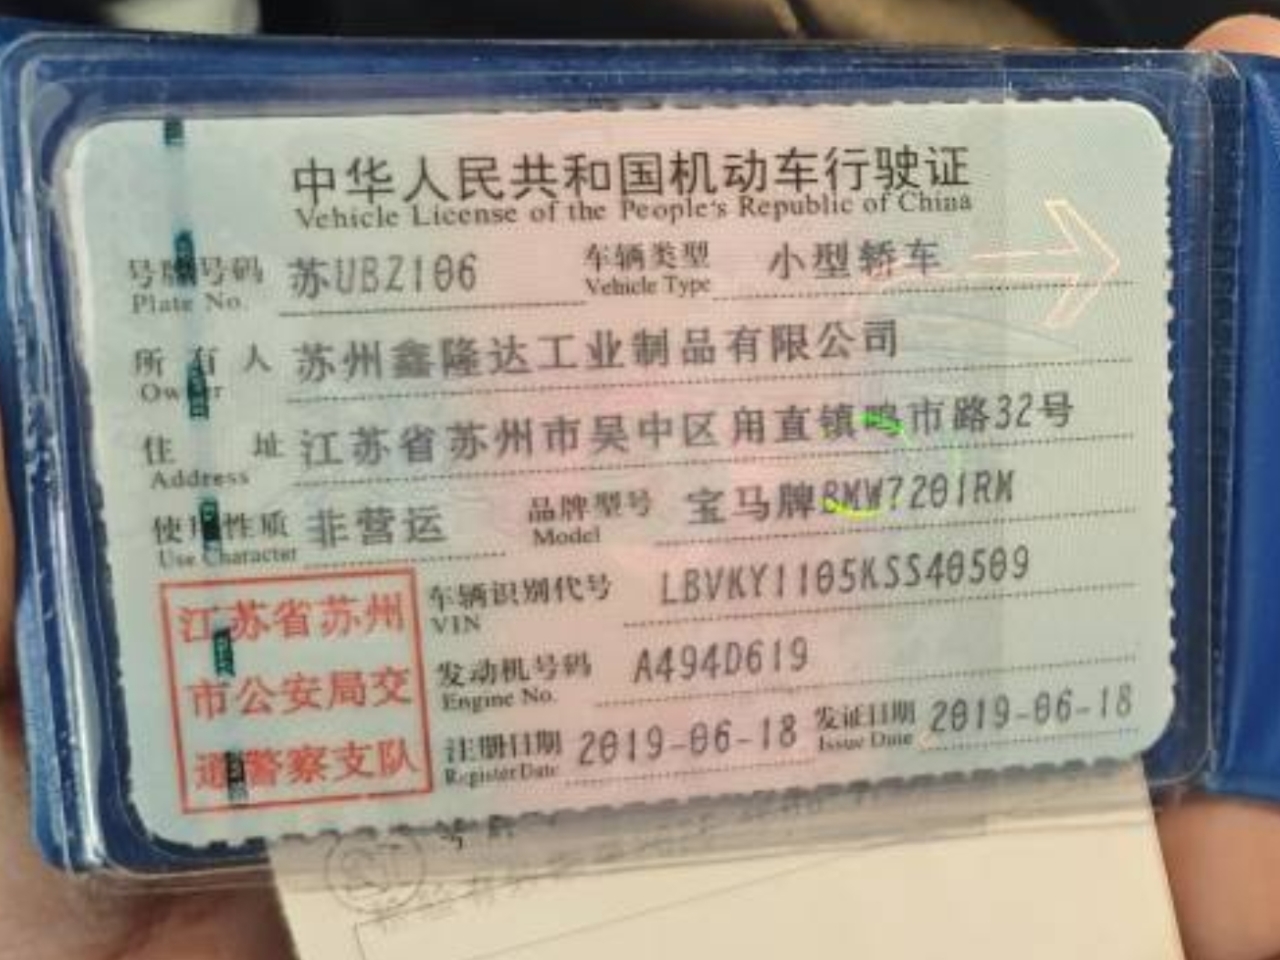 中华人民共和国机动车行驶证
Vehicle License of the People's Republic of China
号牌号码 苏UBZ106 车辆类型 小型轿车
Plate No. Vehicle Type
所有人 苏州鑫隆达工业制品有限公司
Owner
住址 江苏省苏州市吴中区甪直镇鸣市路32号
Address
使用性质 非营运 品牌型号 宝马牌BMW7201RM
Use Character Model
江苏省苏州市公安局交通警察支队
车辆识别代号 LBVKY1105KSS40509
VIN
发动机号码 A494D619
Engine No.
注册日期 2019-06-18 发证日期 2019-06-18
Register Date Issue Date